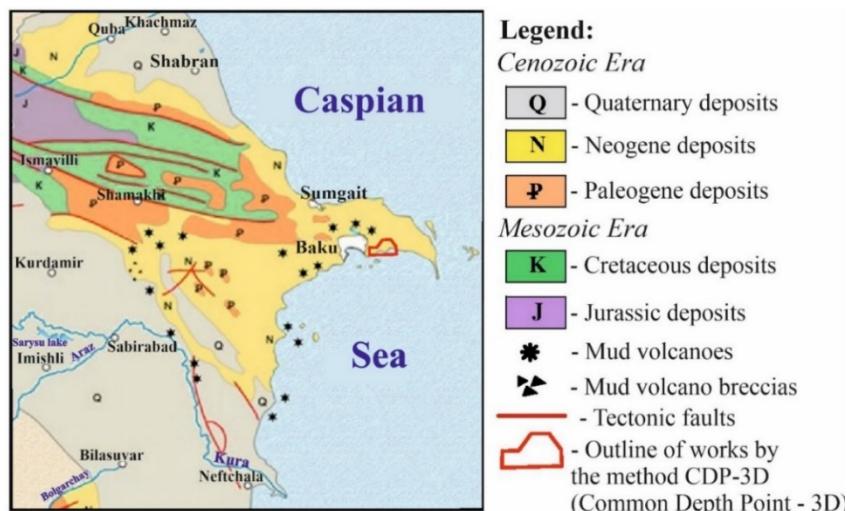 Khachmaz
Quba
Shabran
N
Q
J
K
J
P
K
Caspian
Ismavilli
K
P
K
Shamakhi
P
P
Sumgait
N
Baku
Kurdamir
N
P
P
P
N
N
Sarysu lake
Imishli
Araz
Sabirabad
Sea
Q
Q
Bilasuvar
Kura
Bolgarchay
Neftchala
N
Legend:
Cenozoic Era
Q - Quaternary deposits
N - Neogene deposits
P - Paleogene deposits
Mesozoic Era
K - Cretaceous deposits
J - Jurassic deposits
- Mud volcanoes
- Mud volcano breccias
- Tectonic faults
- Outline of works by
the method CDP-3D
(Common Depth Point - 3D)